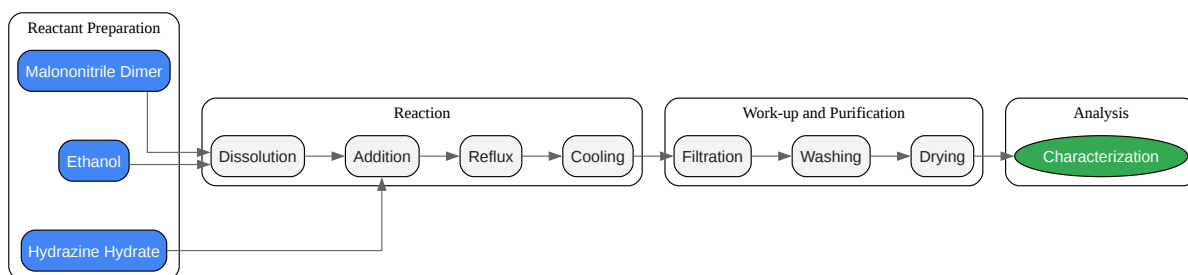 Reactant Preparation
Malononitrile Dimer
Ethanol
Hydrazine Hydrate
Reaction
Dissolution
Addition
Reflux
Cooling
Work-up and Purification
Filtration
Washing
Drying
Analysis
Characterization